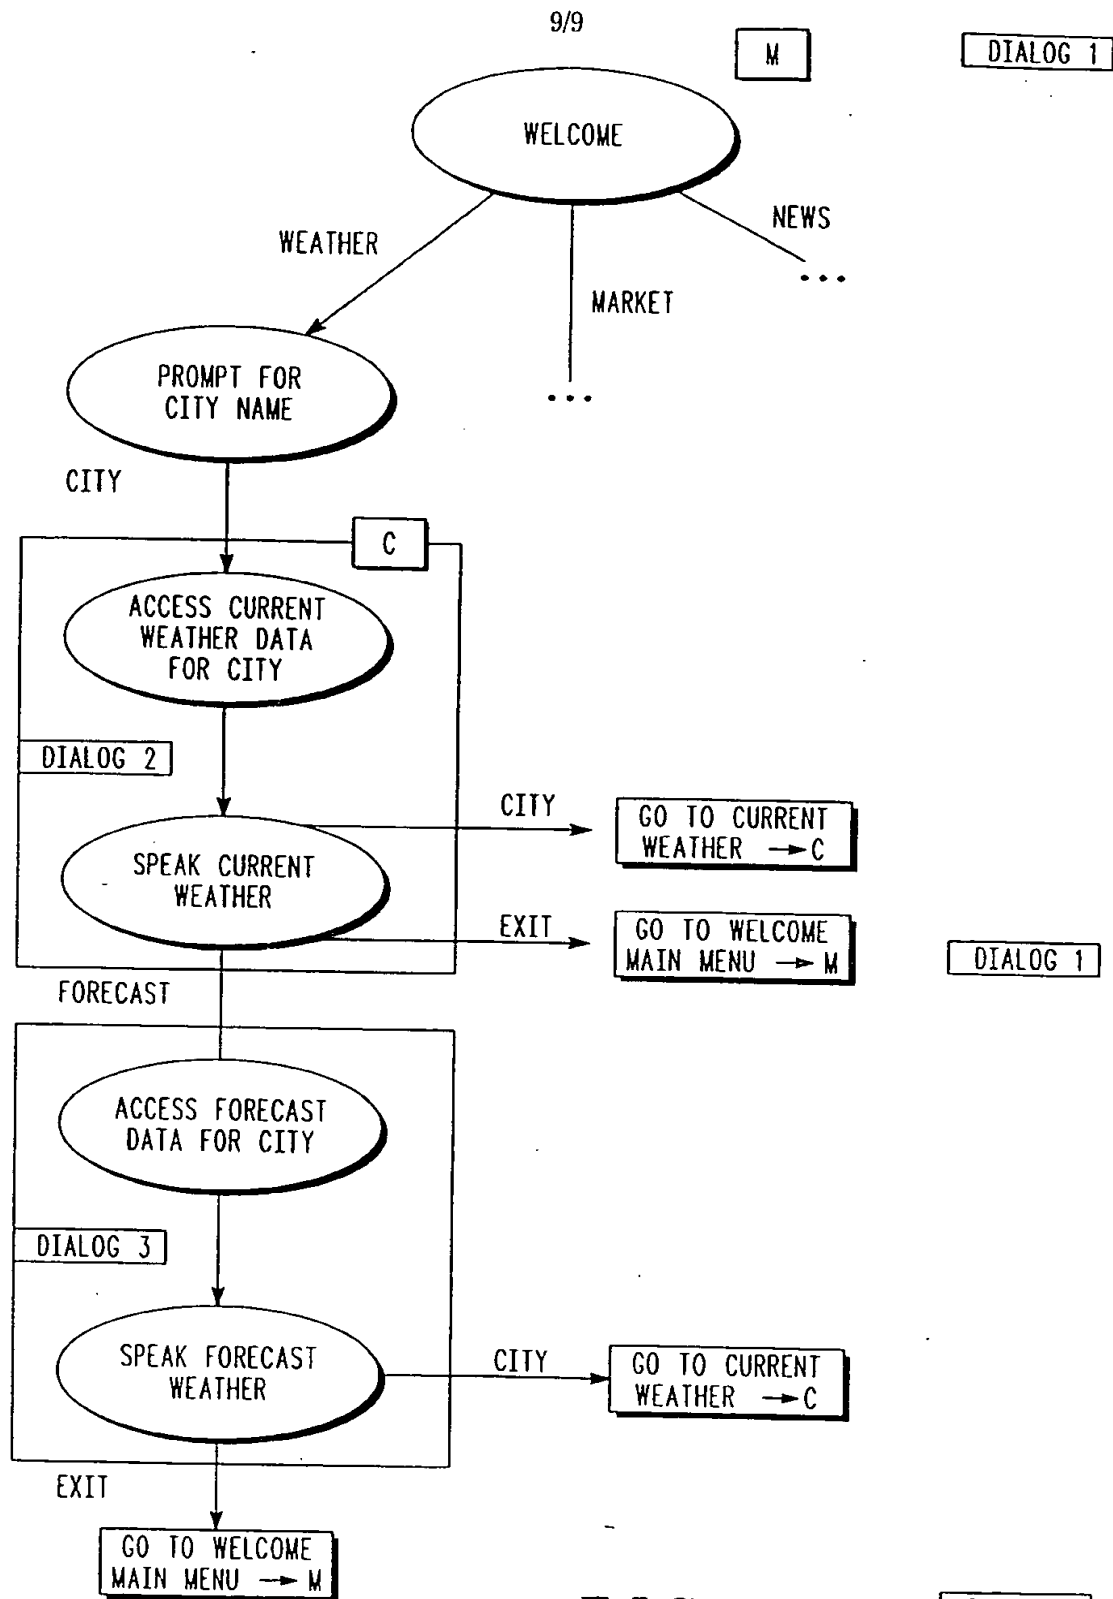 9/9
M
DIALOG 1
WELCOME
NEWS
WEATHER
• • •
MARKET
PROMPT FOR
CITY NAME
• • •
CITY
C
ACCESS CURRENT
WEATHER DATA
FOR CITY
DIALOG 2
CITY
GO TO CURRENT
WEATHER → C
SPEAK CURRENT
WEATHER
EXIT
GO TO WELCOME
MAIN MENU → M
DIALOG 1
FORECAST
ACCESS FORECAST
DATA FOR CITY
DIALOG 3
SPEAK FORECAST
WEATHER
CITY
GO TO CURRENT
WEATHER → C
EXIT
GO TO WELCOME
MAIN MENU → M